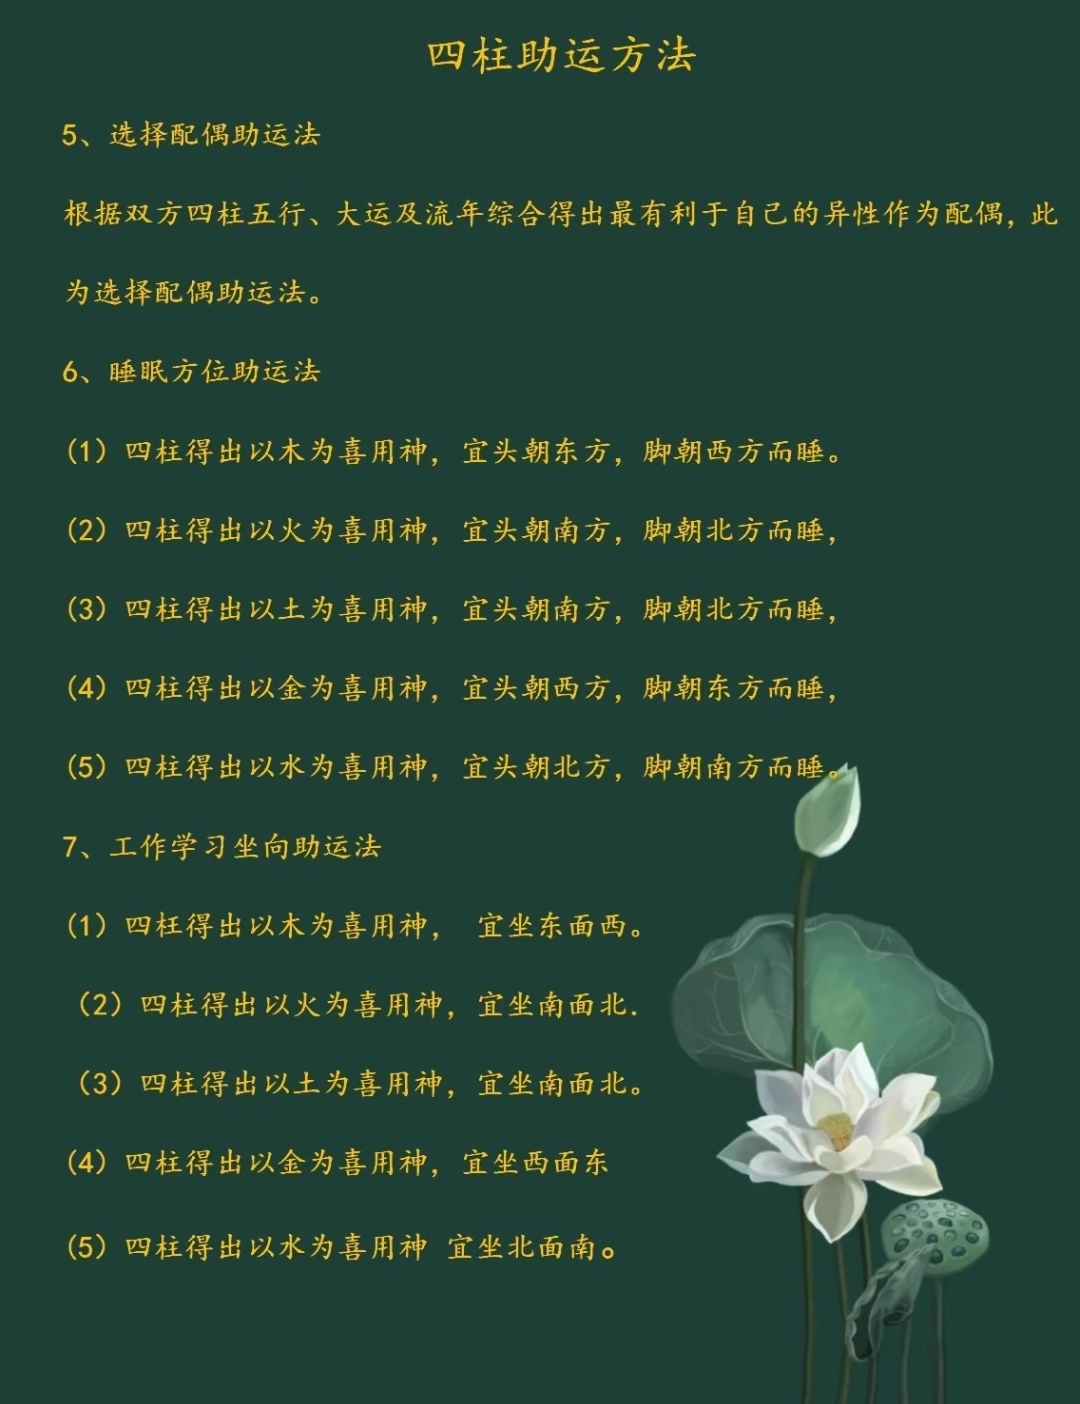 四柱助运方法
5、选择配偶助运法
根据双方四柱五行、大运及流年综合得出最有利于自己的异性作为配偶，此
为选择配偶助运法。
6、睡眠方位助运法
（1）四柱得出以木为喜用神，宜头朝东方，脚朝西方而睡。
（2）四柱得出以火为喜用神，宜头朝南方，脚朝北方而睡，
（3）四柱得出以土为喜用神，宜头朝南方，脚朝北方而睡，
（4）四柱得出以金为喜用神，宜头朝西方，脚朝东方而睡，
（5）四柱得出以水为喜用神，宜头朝北方，脚朝南方而睡。
7、工作学习坐向助运法
（1）四枉得出以木为喜用神， 宜坐东面西。
（2）四柱得出以火为喜用神，宜坐南面北.
（3）四柱得出以土为喜用神，宜坐南面北。
（4）四柱得出以金为喜用神，宜坐西面东
（5）四柱得出以水为喜用神 宜坐北面南。